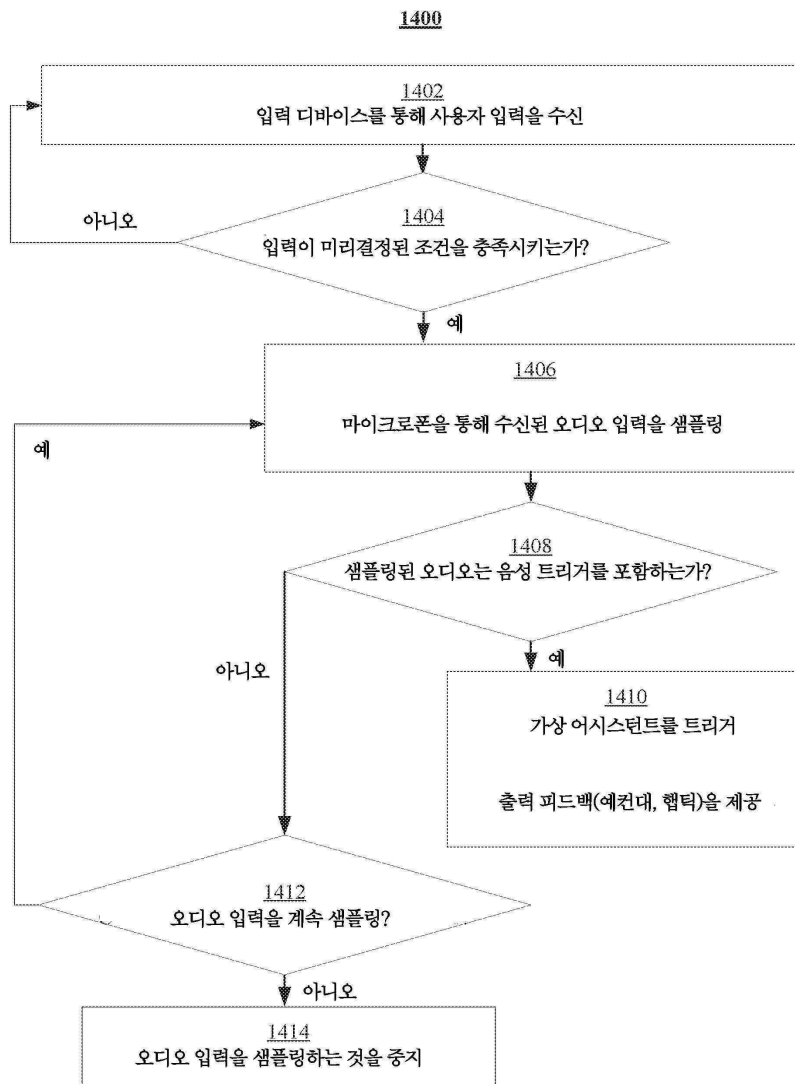 1400
1402
입력 디바이스를 통해 사용자 입력을 수신
아니오
1404
입력이 미리결정된 조건을 충족시키는가?
예
1406
마이크로폰을 통해 수신된 오디오 입력을 샘플링
예
1408
샘플링된 오디오는 음성 트리거를 포함하는가?
아니오
예
1410
가상 어시스턴트를 트리거
출력 피드백(예컨대, 햅틱)을 제공
1412
오디오 입력을 계속 샘플링?
아니오
1414
오디오 입력을 샘플링하는 것을 중지